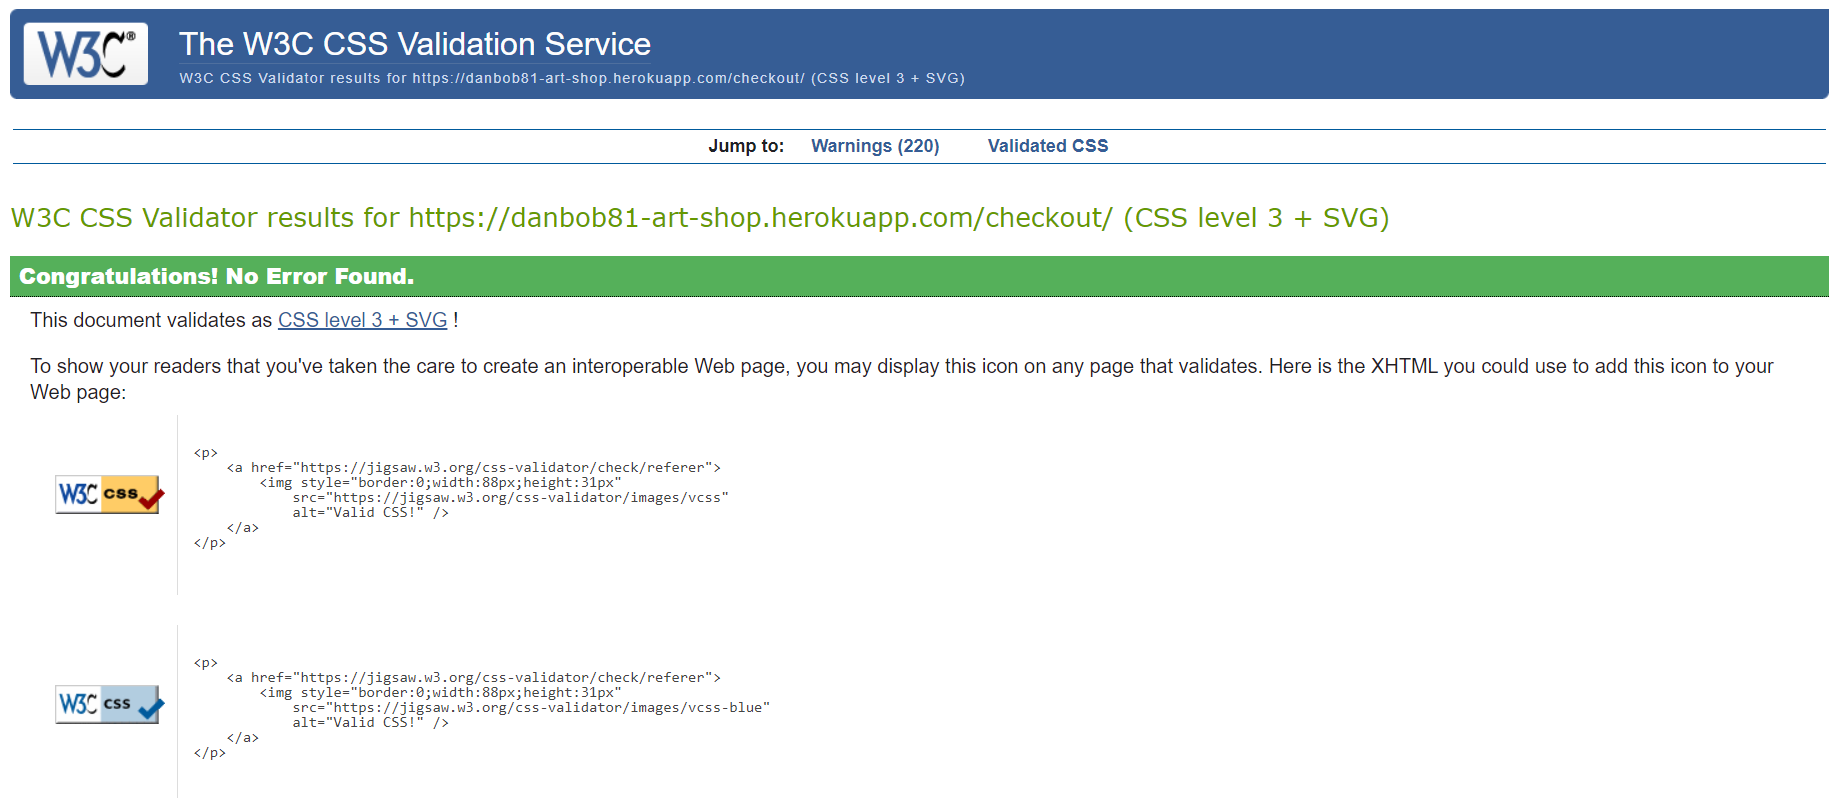 W3C®
The W3C CSS Validation Service
W3C CSS Validator results for https://danbob81-art-shop.herokuapp.com/checkout/ (CSS level 3 + SVG)
Jump to: Warnings (220) Validated CSS
W3C CSS Validator results for https://danbob81-art-shop.herokuapp.com/checkout/ (CSS level 3 + SVG)
Congratulations! No Error Found.
This document validates as CSS level 3 + SVG !
To show your readers that you've taken the care to create an interoperable Web page, you may display this icon on any page that validates. Here is the XHTML you could use to add this icon to your
Web page:
<p>
<a href="https://jigsaw.w3.org/css-validator/check/referer">
<img style="border:0;width:88px;height:31px"
W3C css
src="https://jigsaw.w3.org/css-validator/images/vcss"
alt="Valid CSS!" />
</a>
</p>
<p>
<a href="https://jigsaw.w3.org/css-validator/check/referer">
<img style="border:0;width:88px;height:31px"
W3C css
src="https://jigsaw.w3.org/css-validator/images/vcss-blue"
alt="Valid CSS!" />
</a>
</p>